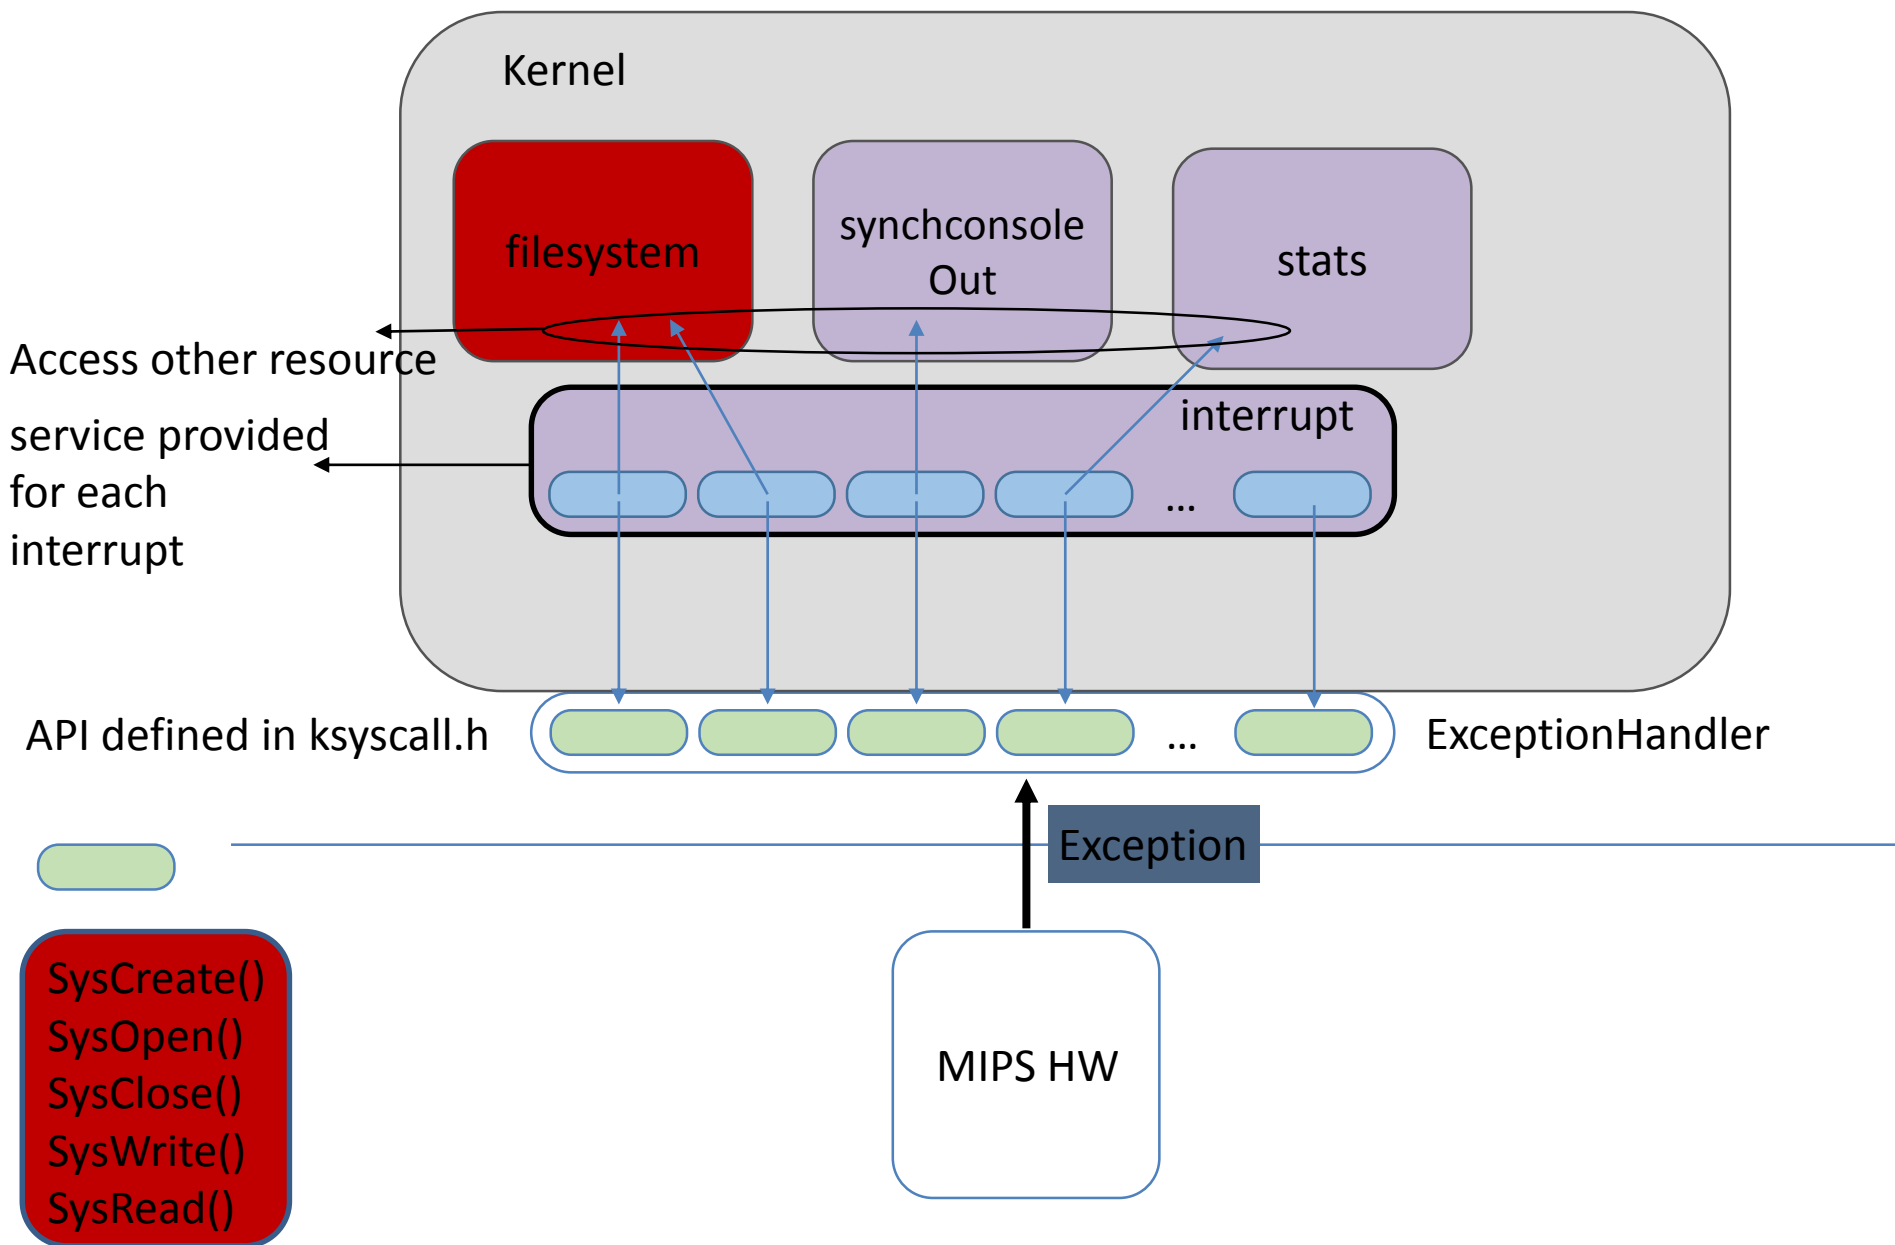 Kernel
filesystem
synchconsole
Out
stats
Access other resource
interrupt
service provided
for each
interrupt
...
API defined in ksyscall.h
...
ExceptionHandler
Exception
SysCreate()
SysOpen()
SysClose()
SysWrite()
SysRead()
MIPS HW